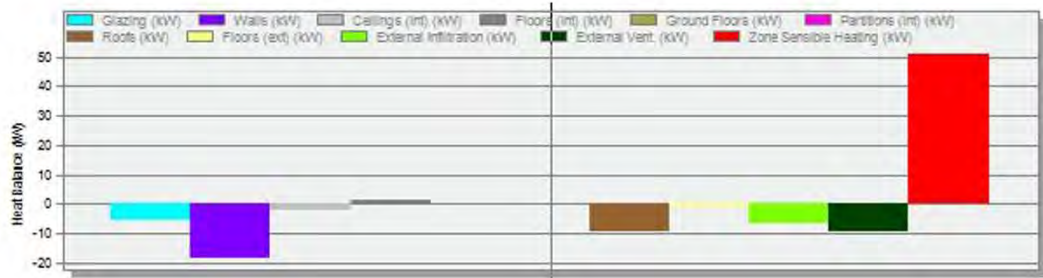 Glazing (kW) Walls (kW) Ceilings (int) (kW) Floors (int) (kW) Ground Floors (kW) Partitions (int) (kW)
Roofs (kW) Floors (ext) (kW) External Infiltration (kW) External Vent. (kW) Zone Sensible Heating (kW)
Heat Balance (kW)
50
40
30
20
10
0
-10
-20